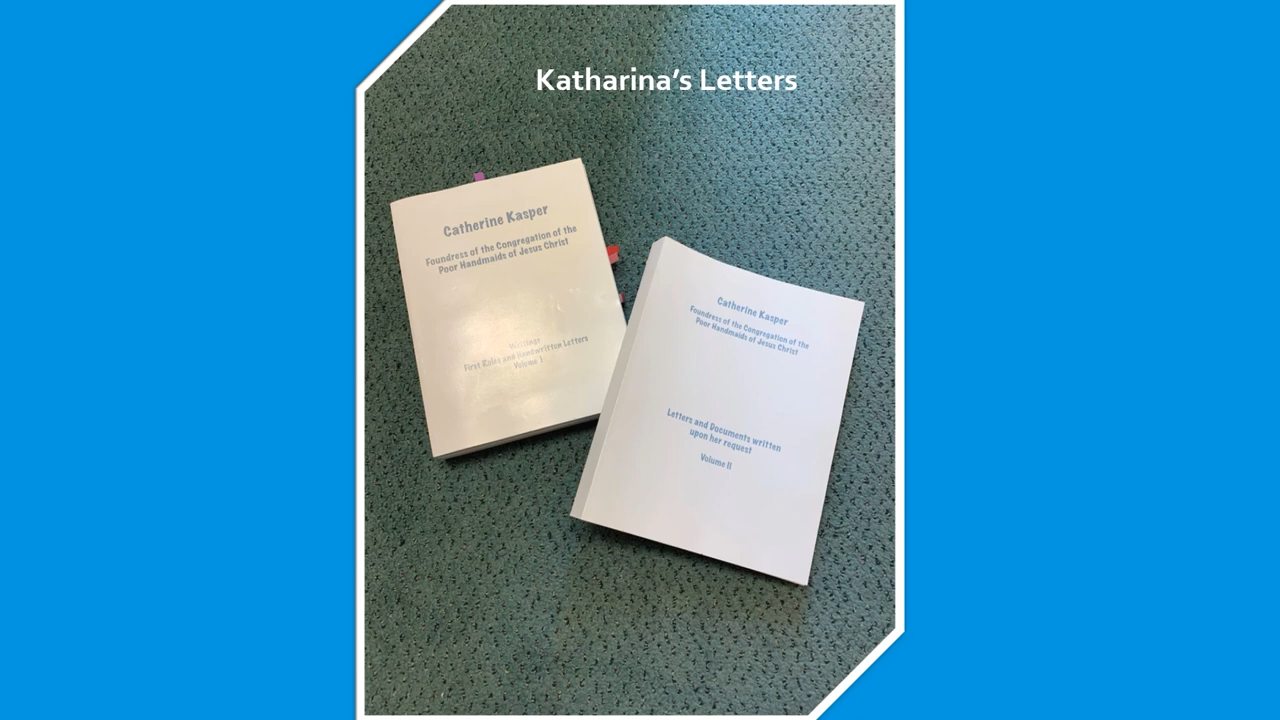 Katharina’s Letters
Catherine Kasper
Foundress of the Congregation of the
Poor Handmaids of Jesus Christ
Writings
First Rules and Handwritten Letters
Volume I
Catherine Kasper
Foundress of the Congregation of the
Poor Handmaids of Jesus Christ
Letters and Documents written
upon her request
Volume II